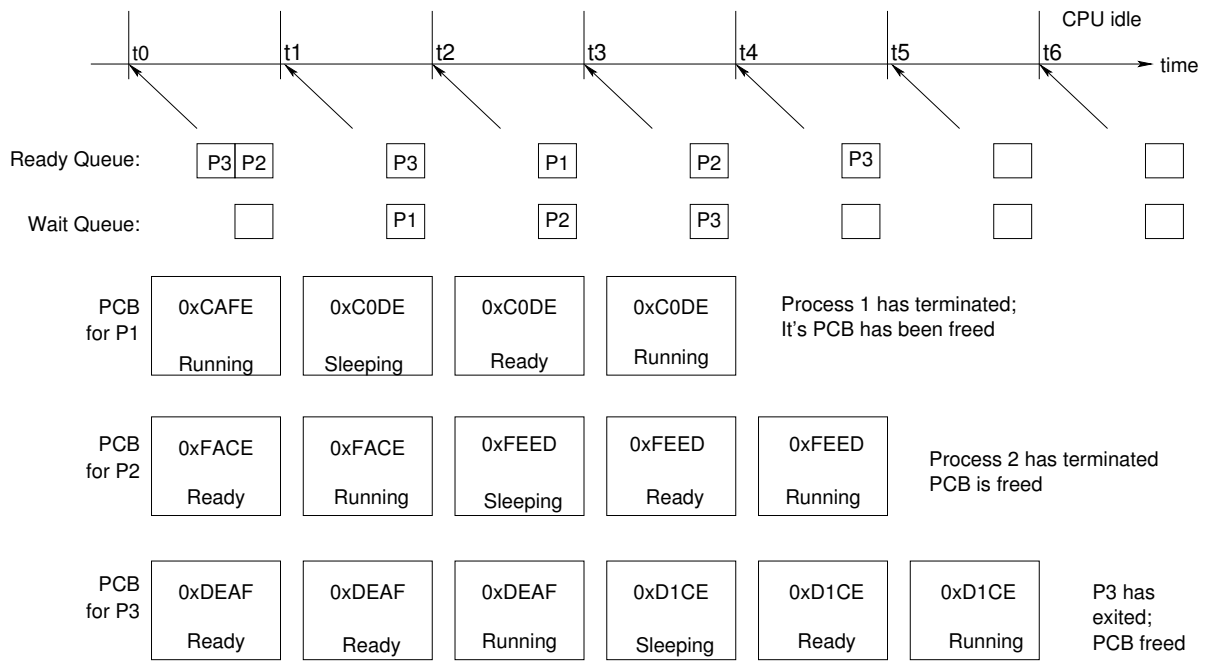 CPU idle
t0 t1 t2 t3 t4 t5 t6
time
Ready Queue: P3 P2 P3 P1 P2 P3
Wait Queue: P1 P2 P3
PCB
for P1
0xCAFE
Running
0xC0DE
Sleeping
0xC0DE
Ready
0xC0DE
Running
Process 1 has terminated;
It's PCB has been freed
PCB
for P2
0xFACE
Ready
0xFACE
Running
0xFEED
Sleeping
0xFEED
Ready
0xFEED
Running
Process 2 has terminated
PCB is freed
PCB
for P3
0xDEAF
Ready
0xDEAF
Ready
0xDEAF
Running
0xD1CE
Sleeping
0xD1CE
Ready
0xD1CE
Running
P3 has
exited;
PCB freed